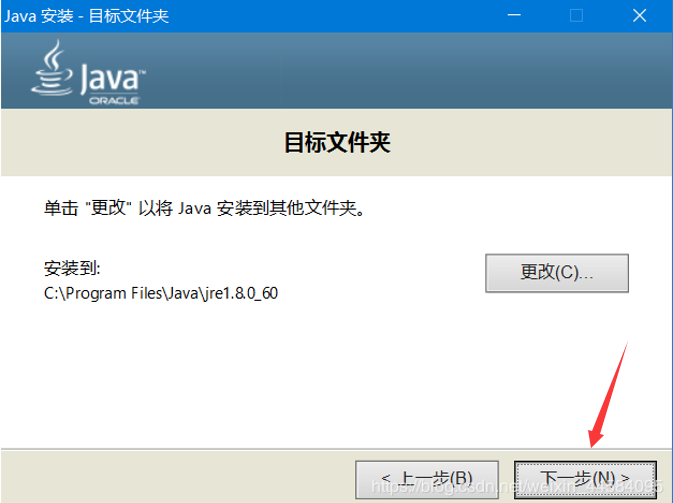 Java 安装 - 目标文件夹
Java™
ORACLE
目标文件夹
单击 "更改" 以将 Java 安装到其他文件夹。
安装到:
更改(C)...
C:\Program Files\Java\jre1.8.0_60
< 上一步(B) 下一步(N) >